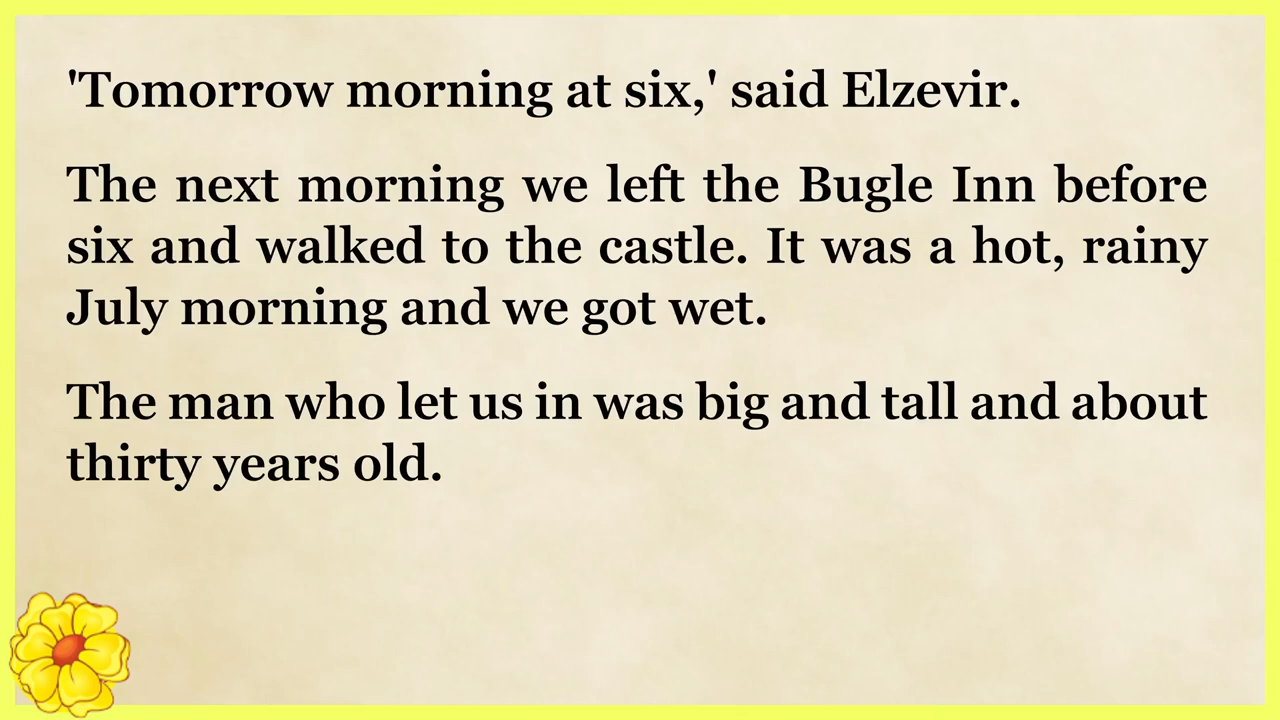 'Tomorrow morning at six,' said Elzevir.
The next morning we left the Bugle Inn before
six and walked to the castle. It was a hot, rainy
July morning and we got wet.
The man who let us in was big and tall and about
thirty years old.